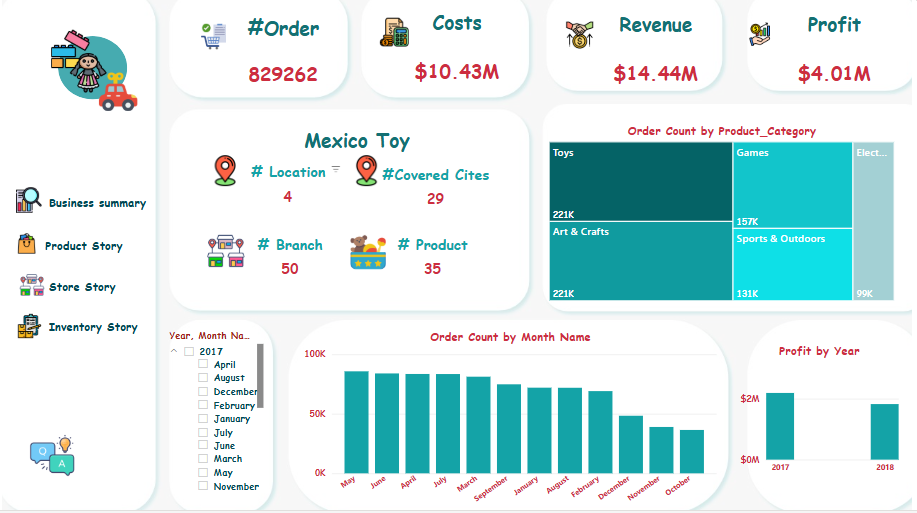 #Order
829262
Costs
$10.43M
Revenue
$14.44M
Profit
$4.01M
Business summary
Product Story
Store Story
Inventory Story
Q
A
Mexico Toy
# Location
4
#Covered Cites
29
# Branch
50
# Product
35
Order Count by Product_Category
Toys
221K
Art & Crafts
221K
Games
157K
Sports & Outdoors
131K
Elect...
99K
Year, Month Na...
2017
April
August
December
February
January
July
June
March
May
November
Order Count by Month Name
100K
50K
0K
May
June
April
July
March
September
January
August
February
December
November
October
Profit by Year
$2M
$0M
2017
2018